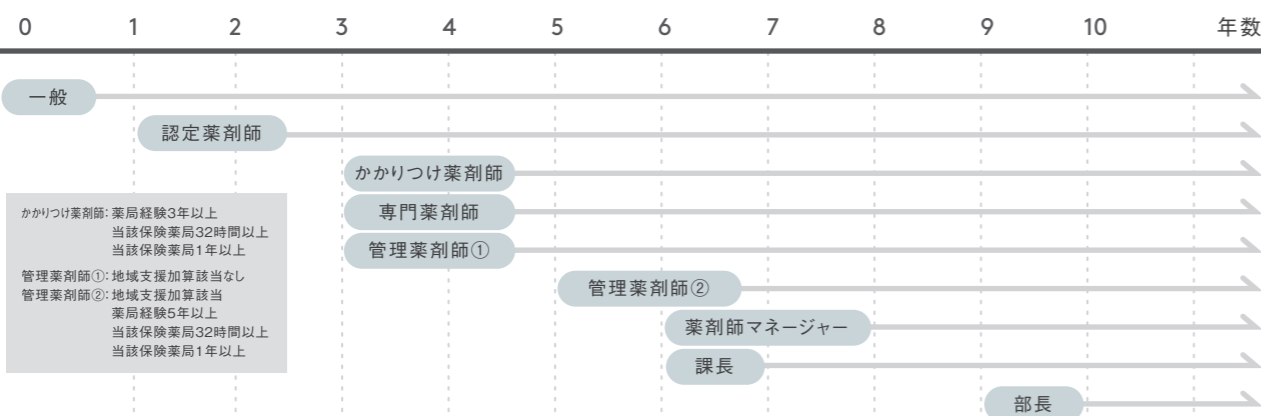 0 1 2 3 4 5 6 7 8 9 10 年数
一般
認定薬剤師
かかりつけ薬剤師
専門薬剤師
管理薬剤師①
管理薬剤師②
薬剤師マネージャー
課長
部長
かかりつけ薬剤師:薬局経験3年以上
当該保険薬局32時間以上
当該保険薬局1年以上
管理薬剤師①:地域支援加算該当なし
管理薬剤師②:地域支援加算該当
薬局経験5年以上
当該保険薬局32時間以上
当該保険薬局1年以上